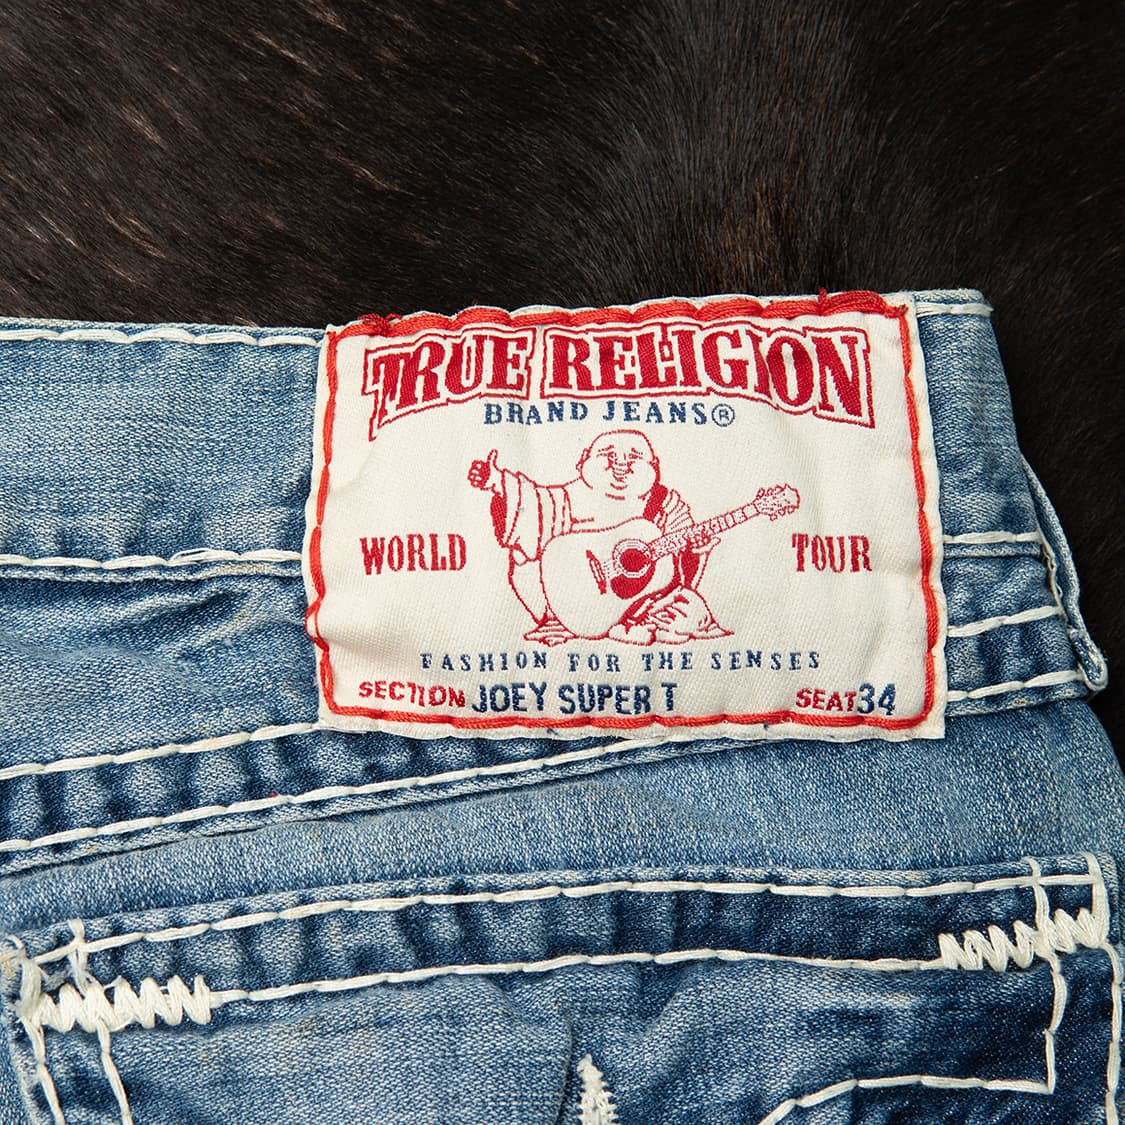 TRUE RELIGION
BRAND JEANS®
WORLD TOUR
FASHION FOR THE SENSES
SECTION JOEY SUPER T SEAT 34